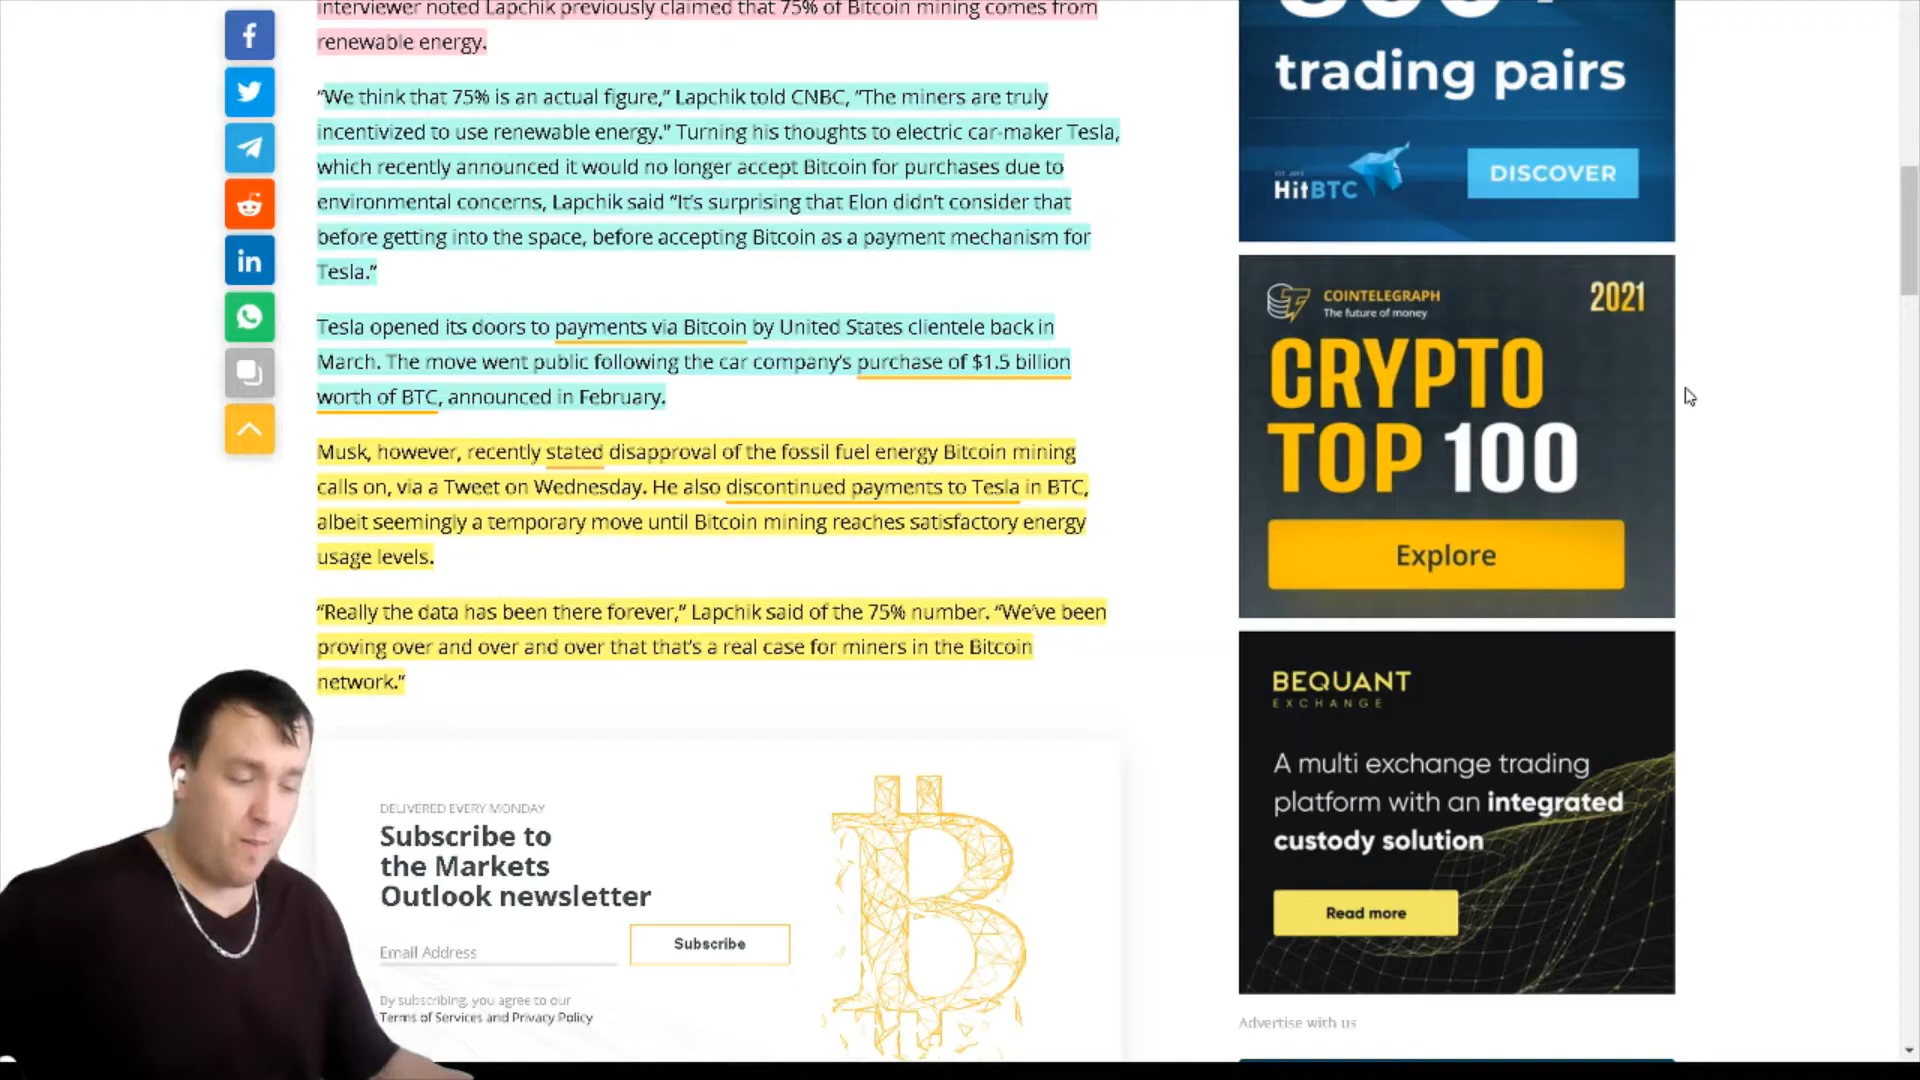 interviewer noted Lapchik previously claimed that 75% of Bitcoin mining comes from
renewable energy.
“We think that 75% is an actual figure,” Lapchik told CNBC, “The miners are truly
incentivized to use renewable energy.” Turning his thoughts to electric car-maker Tesla,
which recently announced it would no longer accept Bitcoin for purchases due to
environmental concerns, Lapchik said “It’s surprising that Elon didn’t consider that
before getting into the space, before accepting Bitcoin as a payment mechanism for
Tesla.”
Tesla opened its doors to payments via Bitcoin by United States clientele back in
March. The move went public following the car company’s purchase of $1.5 billion
worth of BTC, announced in February.
Musk, however, recently stated disapproval of the fossil fuel energy Bitcoin mining
calls on, via a Tweet on Wednesday. He also discontinued payments to Tesla in BTC,
albeit seemingly a temporary move until Bitcoin mining reaches satisfactory energy
usage levels.
“Really the data has been there forever,” Lapchik said of the 75% number. “We’ve been
proving over and over and over that that’s a real case for miners in the Bitcoin
network.”
DELIVERED EVERY MONDAY
Subscribe to
the Markets
Outlook newsletter
Email Address
Subscribe
By subscribing, you agree to our
Terms of Services and Privacy Policy
trading pairs
HitBTC
DISCOVER
COINTELEGRAPH
The future of money
2021
CRYPTO
TOP 100
Explore
BEQUANT
EXCHANGE
A multi exchange trading
platform with an integrated
custody solution
Read more
Advertise with us